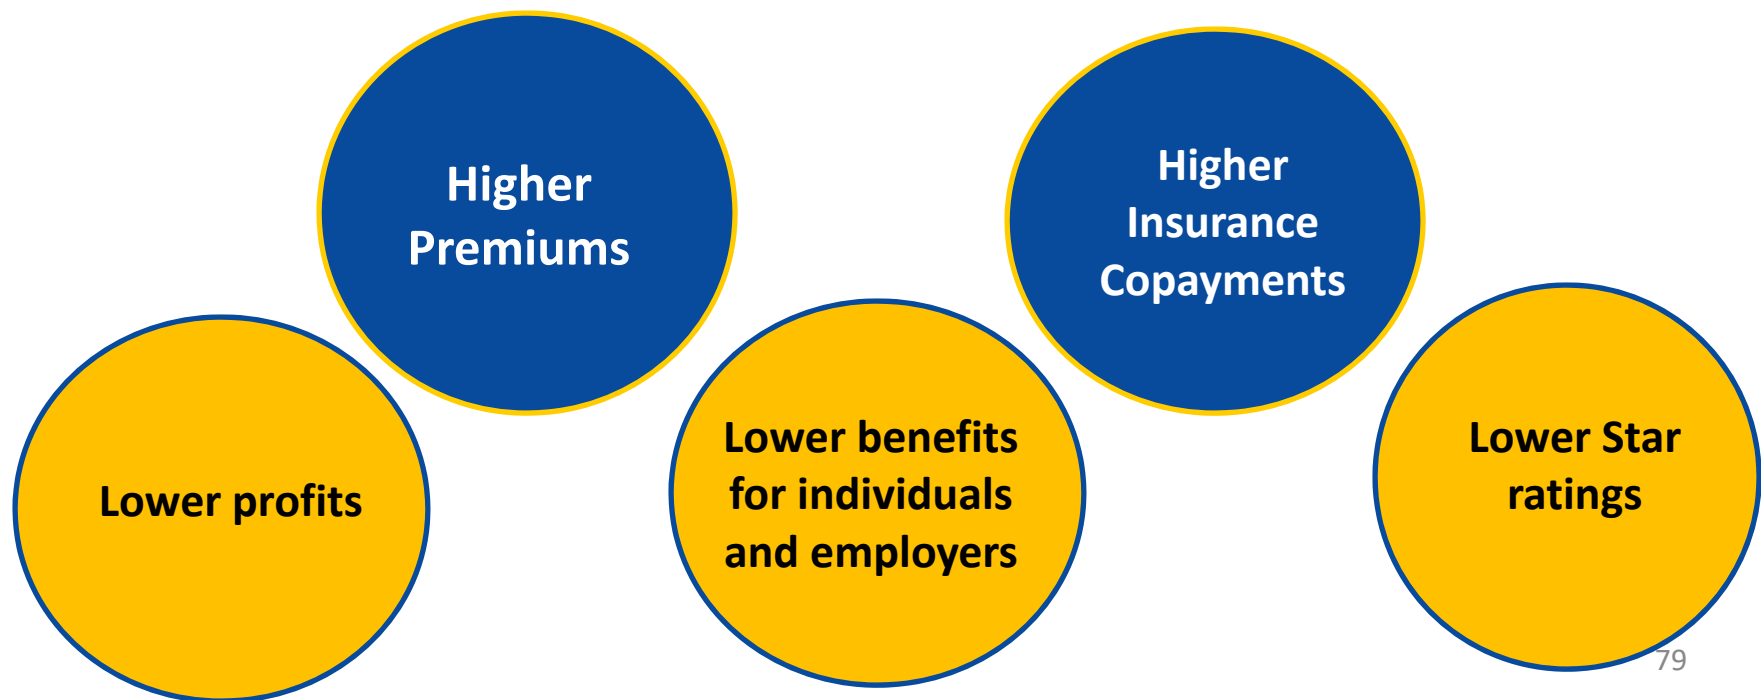 Higher
Premiums
Higher
Insurance
Copayments
Lower profits
Lower benefits
for individuals
and employers
Lower Star
ratings
79